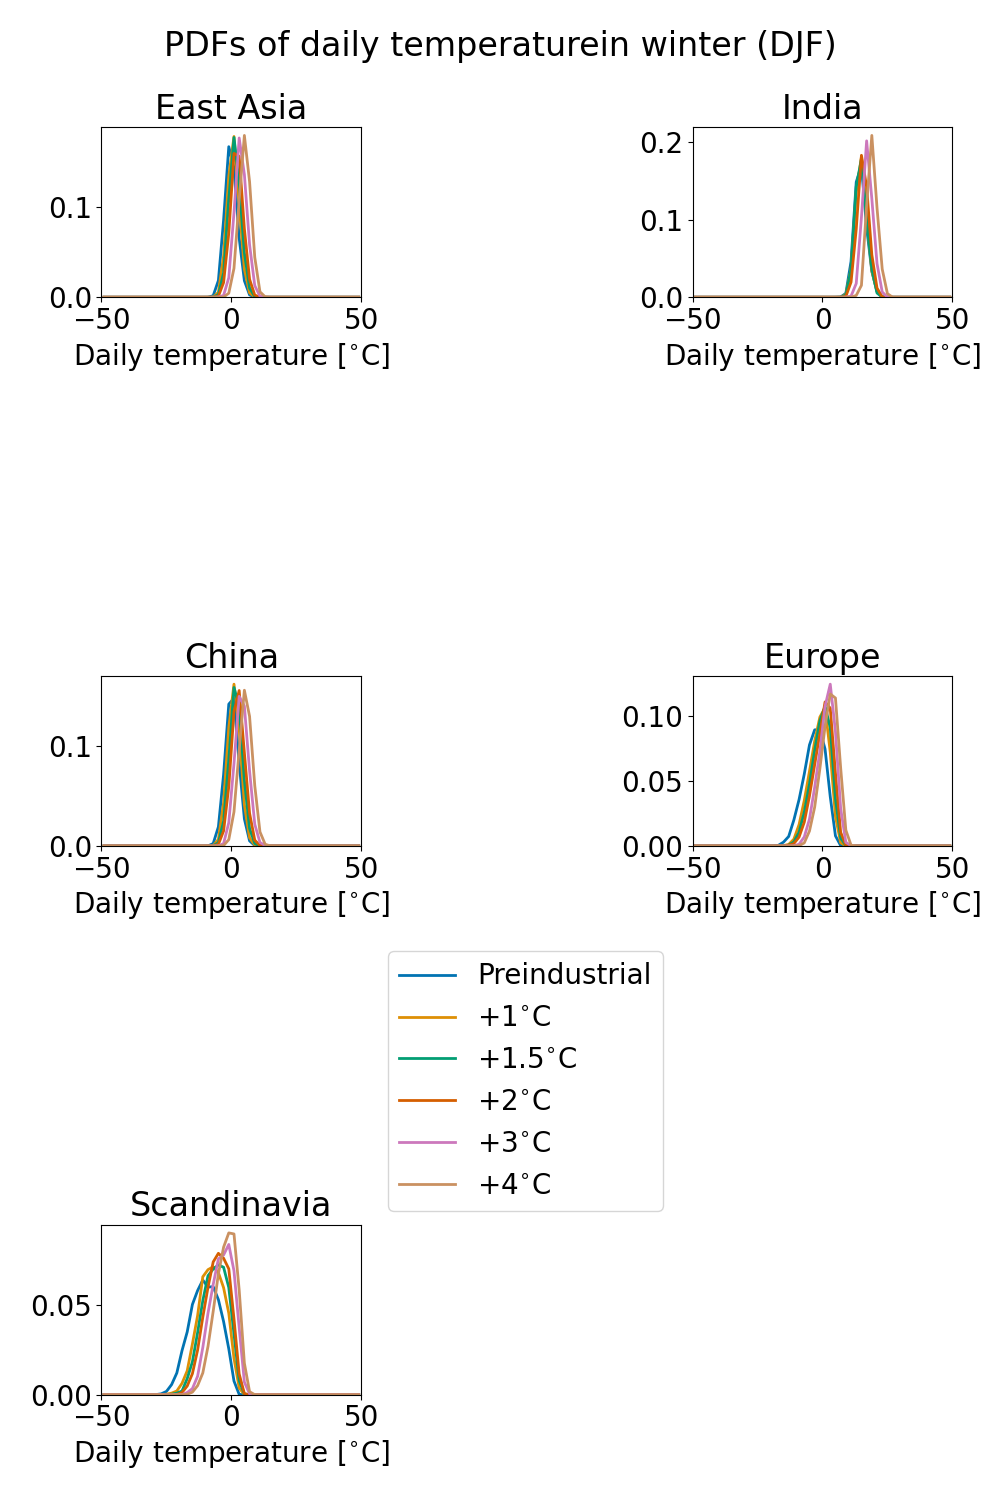 PDFs of daily temperaturein winter (DJF)
East Asia
0.1
0.0
−50 0 50
Daily temperature [°C]
India
0.2
0.1
0.0
−50 0 50
Daily temperature [°C]
China
0.1
0.0
−50 0 50
Daily temperature [°C]
Europe
0.10
0.05
0.00
−50 0 50
Daily temperature [°C]
Preindustrial
+1°C
+1.5°C
+2°C
+3°C
+4°C
Scandinavia
0.05
0.00
−50 0 50
Daily temperature [°C]